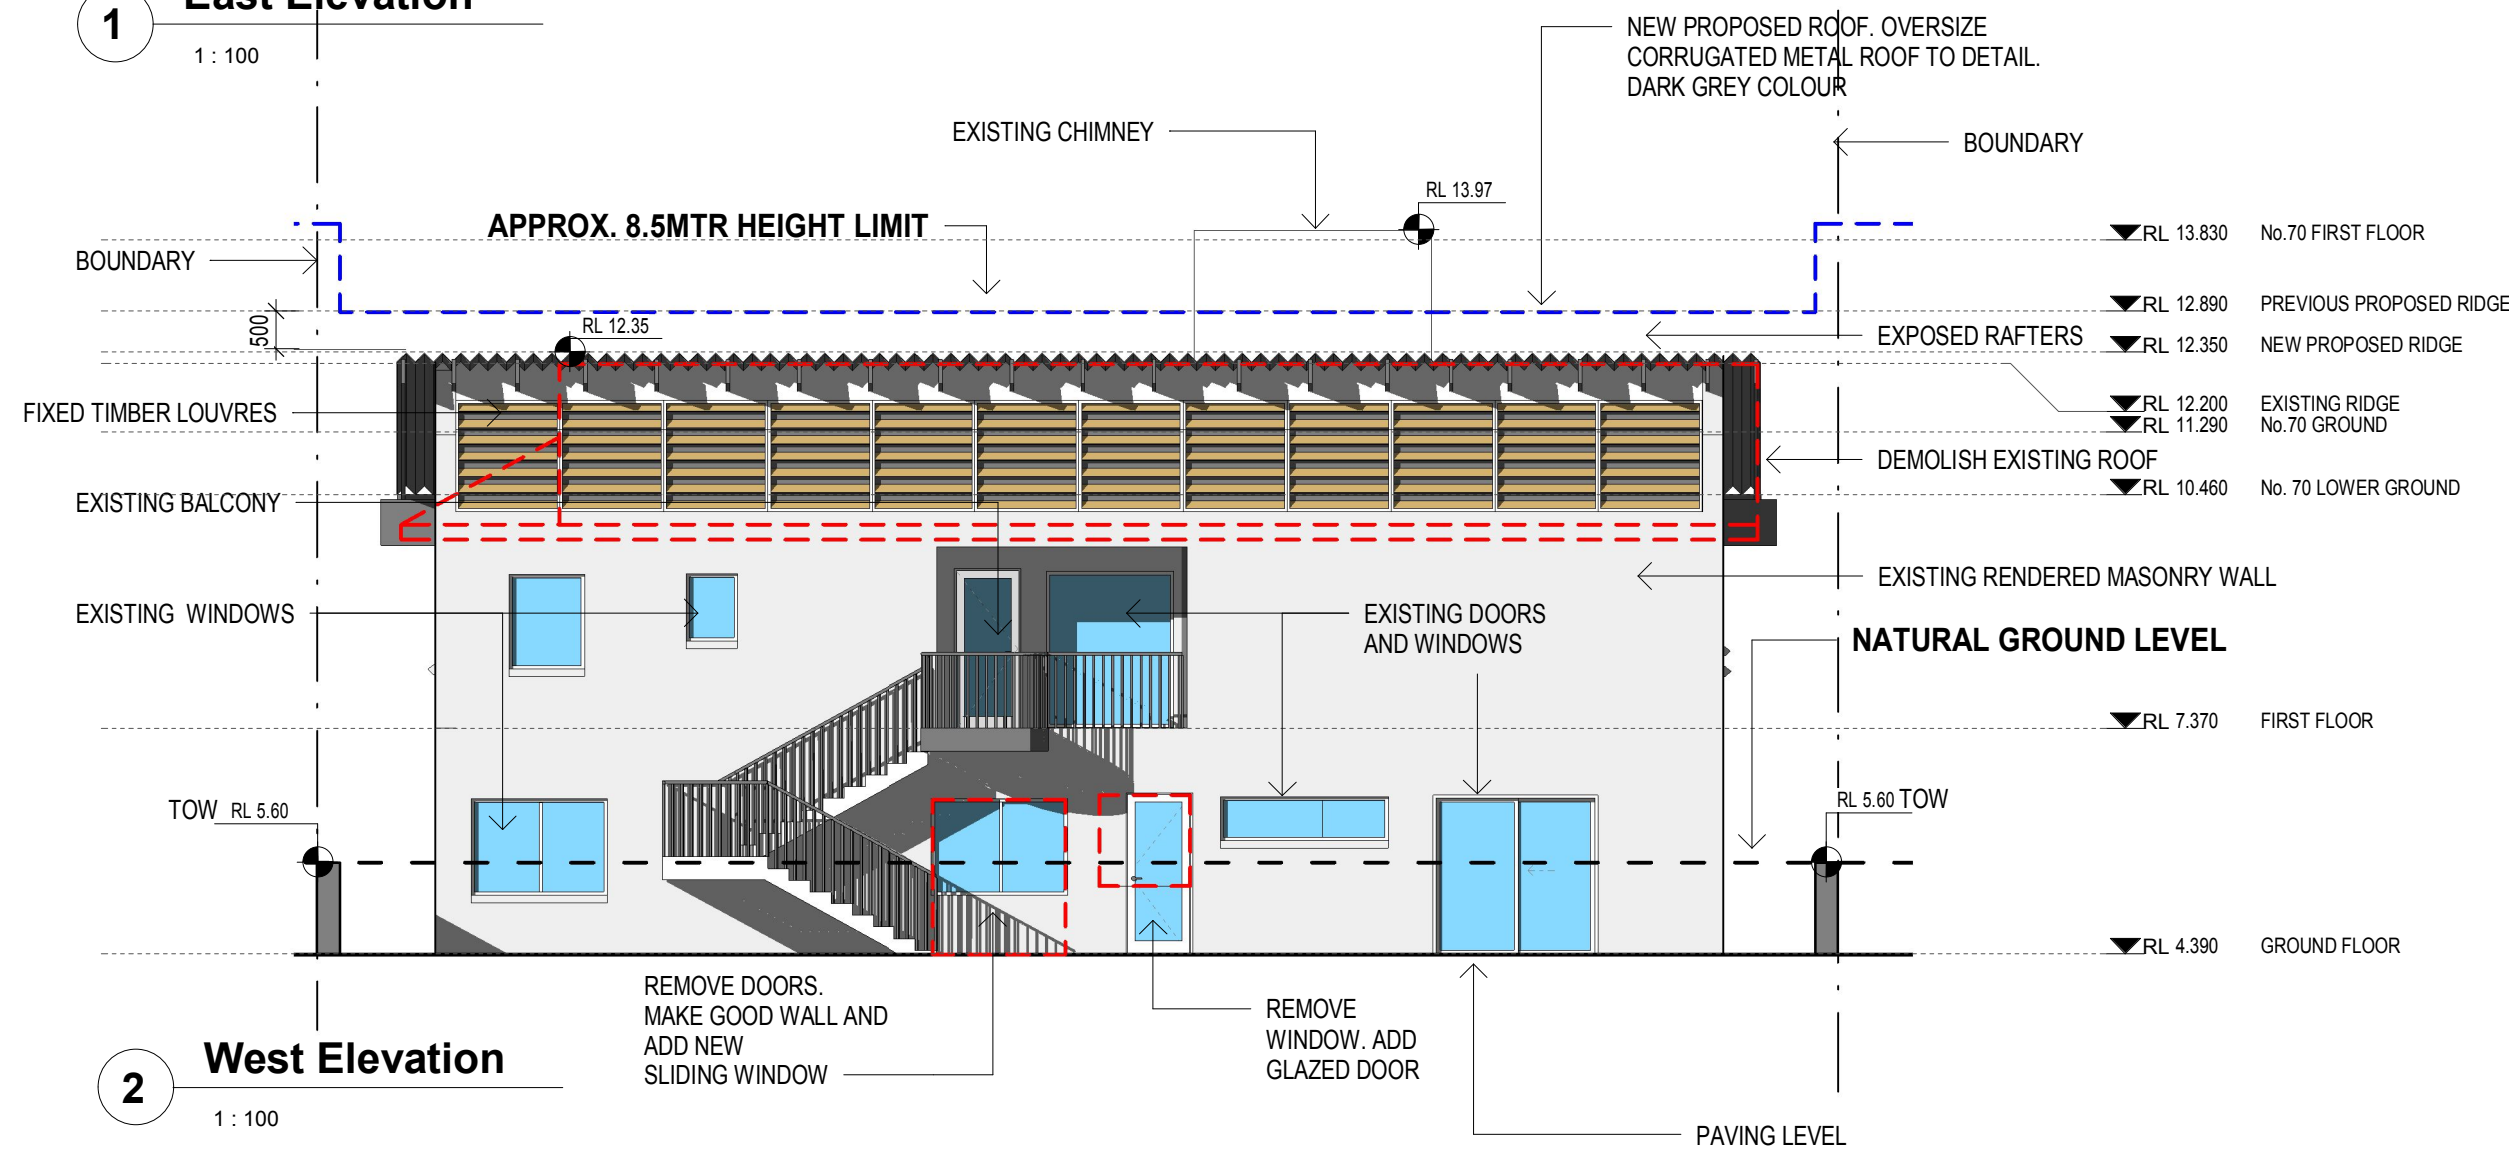 1
East Elevation
1 : 100
NEW PROPOSED ROOF. OVERSIZE
CORRUGATED METAL ROOF TO DETAIL.
DARK GREY COLOUR
EXISTING CHIMNEY
BOUNDARY
RL 13.97
APPROX. 8.5MTR HEIGHT LIMIT
BOUNDARY
RL 13.830 No.70 FIRST FLOOR
RL 12.890 PREVIOUS PROPOSED RIDGE
500
RL 12.35
EXPOSED RAFTERS
RL 12.350 NEW PROPOSED RIDGE
FIXED TIMBER LOUVRES
RL 12.200 EXISTING RIDGE
RL 11.290 No.70 GROUND
DEMOLISH EXISTING ROOF
RL 10.460 No. 70 LOWER GROUND
EXISTING BALCONY
EXISTING RENDERED MASONRY WALL
EXISTING WINDOWS
EXISTING DOORS
AND WINDOWS
NATURAL GROUND LEVEL
RL 7.370 FIRST FLOOR
TOW RL 5.60
RL 5.60 TOW
RL 4.390 GROUND FLOOR
REMOVE DOORS.
MAKE GOOD WALL AND
ADD NEW
SLIDING WINDOW
REMOVE
WINDOW. ADD
GLAZED DOOR
PAVING LEVEL
2
West Elevation
1 : 100